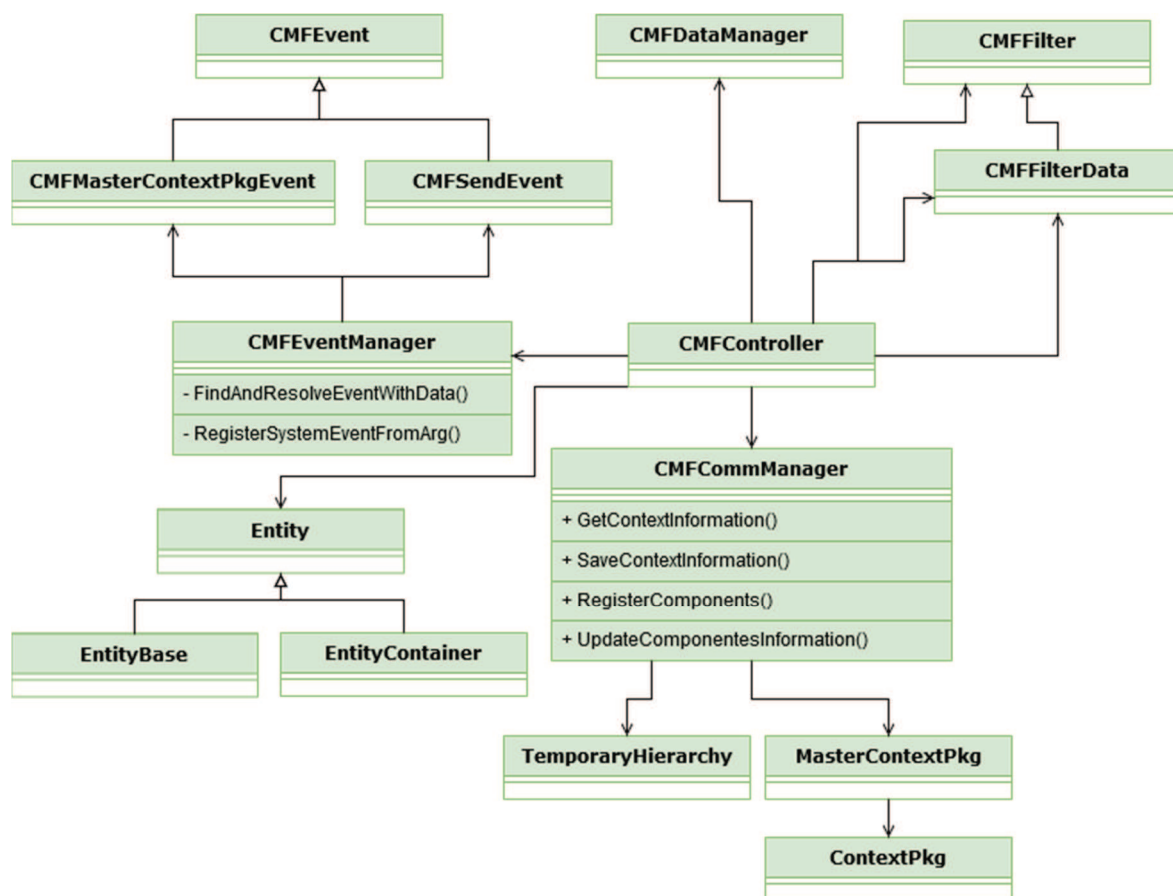 CMFEvent
CMFDataManager
CMFFilter
CMFMasterContextPkgEvent
CMFSendEvent
CMFFilterData
CMFEventManager
- FindAndResolveEventWithData()
- RegisterSystemEventFromArg()
CMFController
CMFCommManager
+ GetContextInformation()
+ SaveContextInformation()
+ RegisterComponents()
+ UpdateComponentesInformation()
Entity
EntityBase
EntityContainer
TemporaryHierarchy
MasterContextPkg
ContextPkg